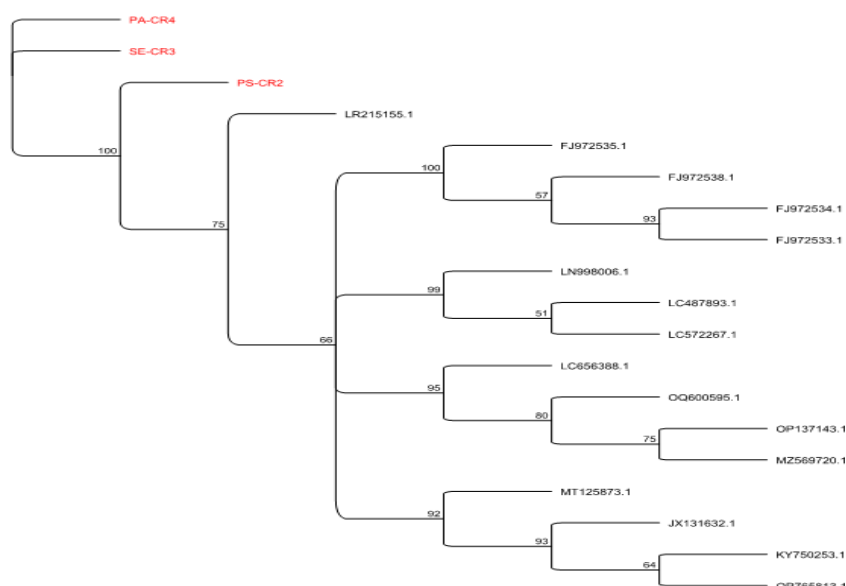 PA-CR4
SE-CR3
PS-CR2
LR215155.1
100
FJ972535.1
100
FJ972538.1
57
FJ972534.1
93
FJ972533.1
75
LN998006.1
99
LC487893.1
51
LC572267.1
66
LC656388.1
95
OQ600595.1
80
OP137143.1
75
MZ569720.1
MT125873.1
92
JX131632.1
93
KY750253.1
64